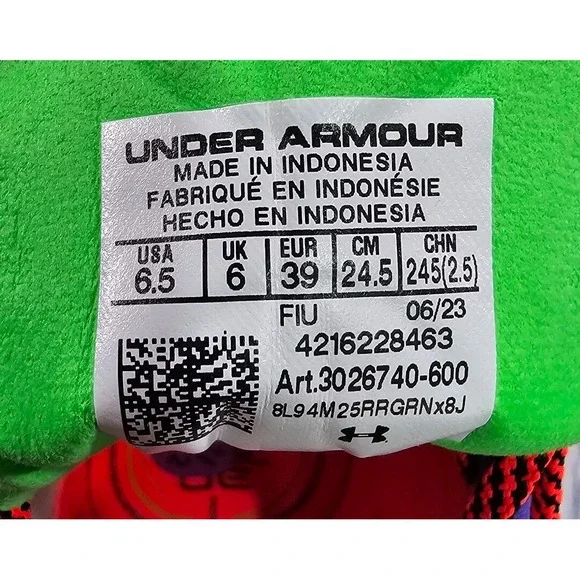 UNDER ARMOUR
MADE IN INDONESIA
FABRIQUÉ EN INDONÉSIE
HECHO EN INDONESIA
USA UK EUR CM CHN
6.5 6 39 24.5 245(2.5)
FIU 06/23
4216228463
Art.3026740-600
8L94M25RRGRNx8J